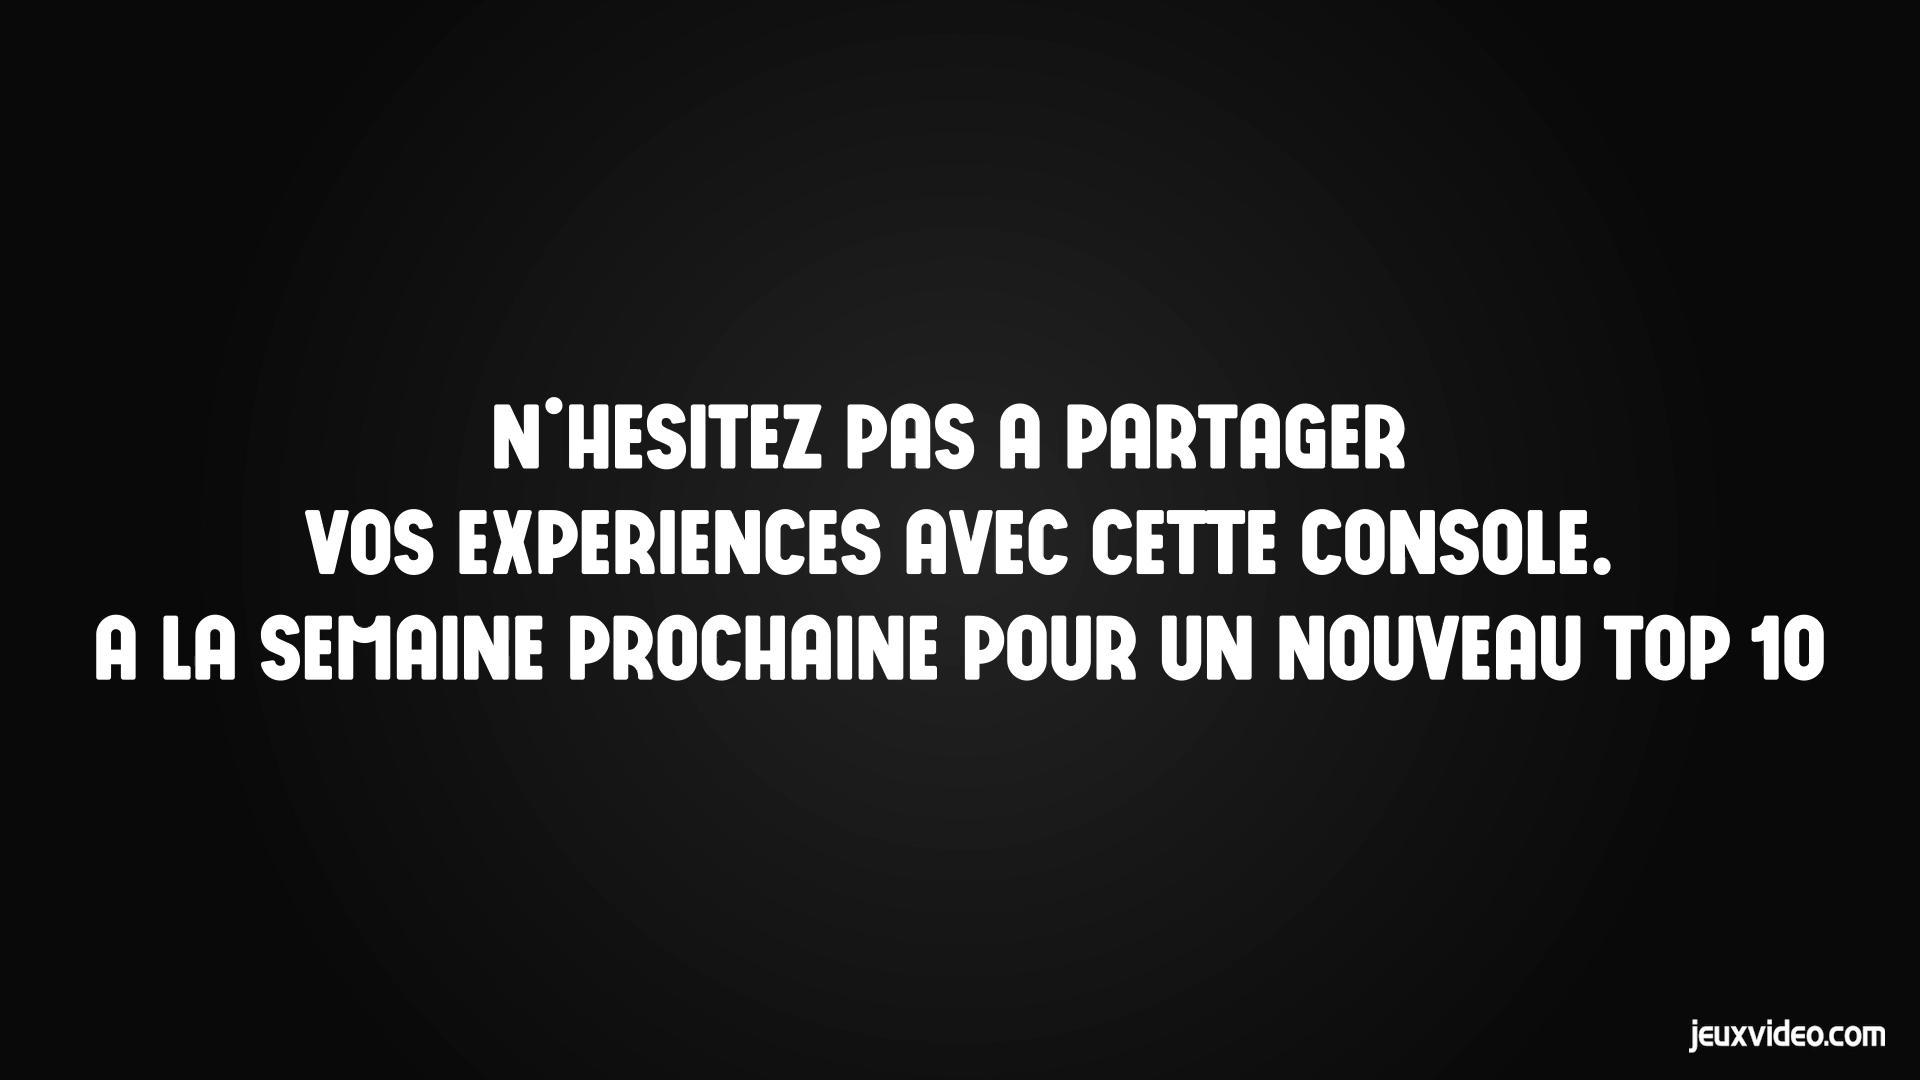 N'HESITEZ PAS A PARTAGER
VOS EXPERIENCES AVEC CETTE CONSOLE.
A LA SEMAINE PROCHAINE POUR UN NOUVEAU TOP 10
jeuxvideo.com